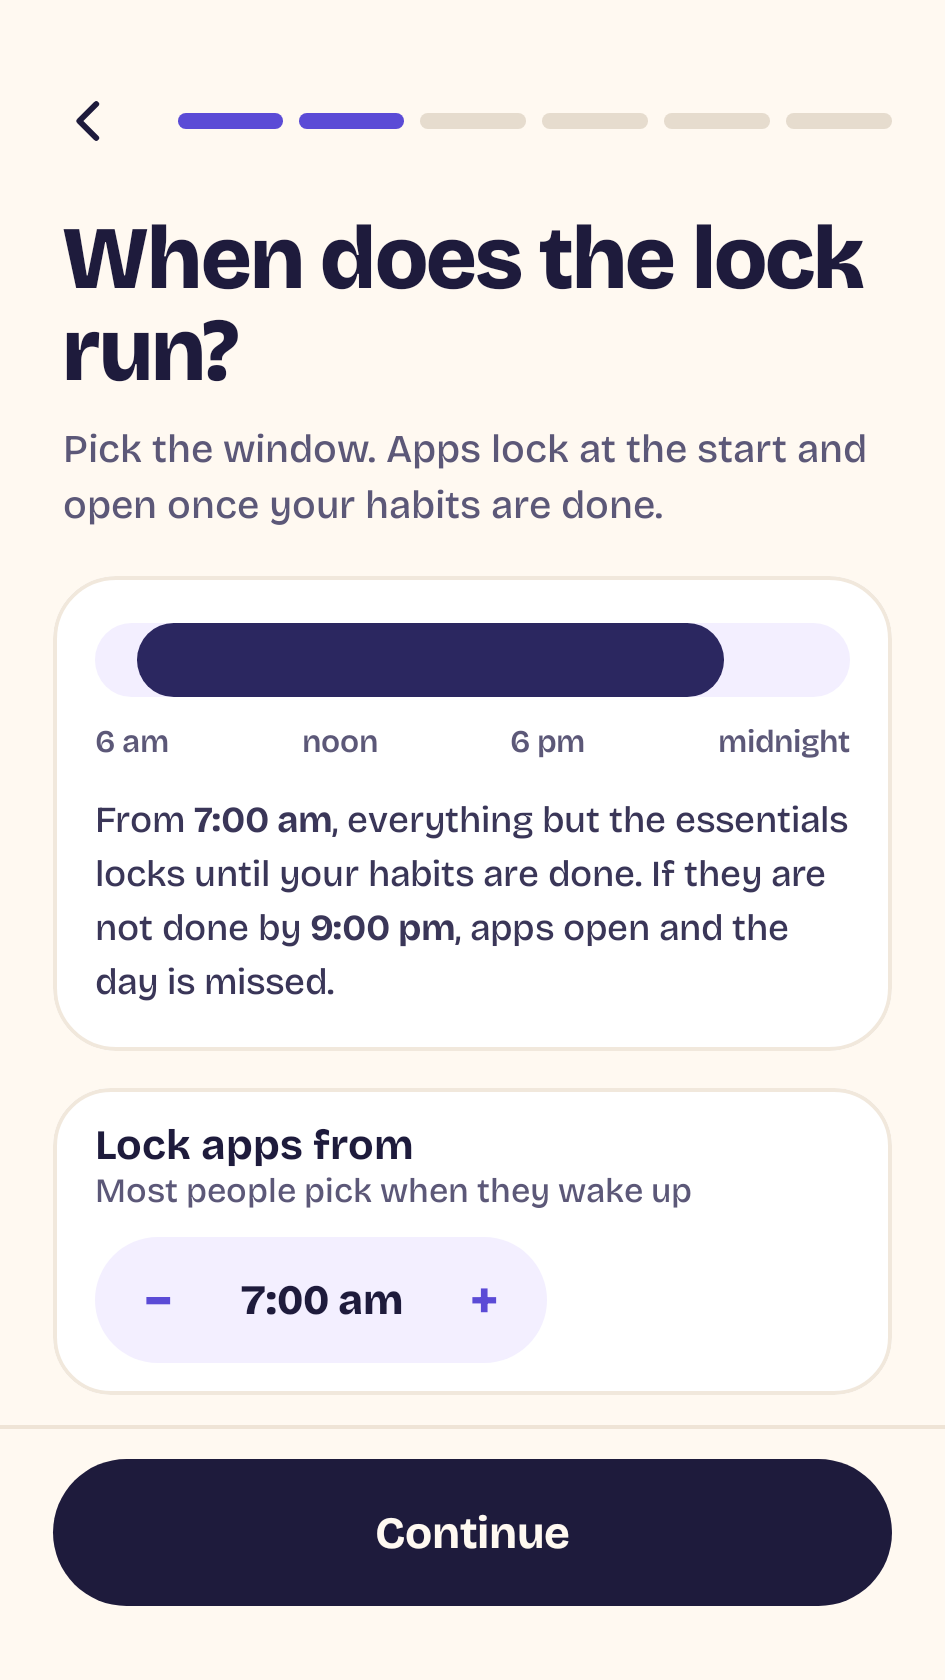 When does the lock
run?
Pick the window. Apps lock at the start and
open once your habits are done.
6 am noon 6 pm midnight
From 7:00 am, everything but the essentials
locks until your habits are done. If they are
not done by 9:00 pm, apps open and the
day is missed.
Lock apps from
Most people pick when they wake up
− 7:00 am +
Continue